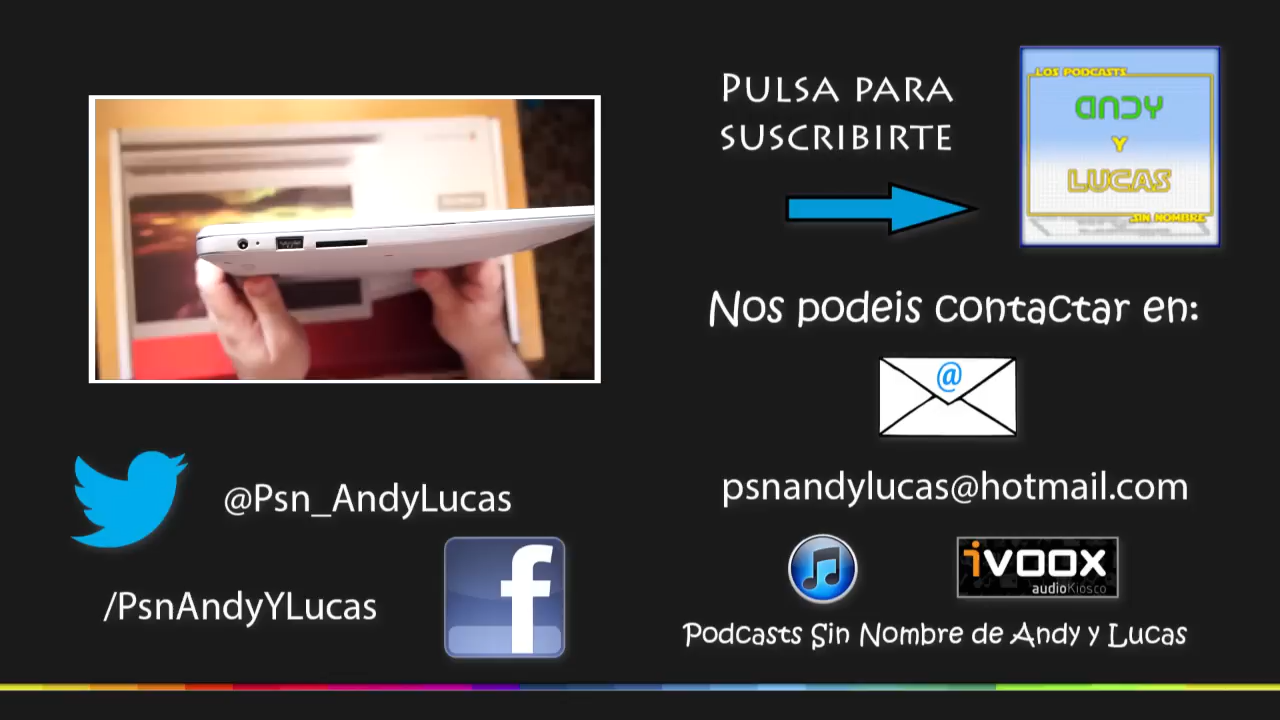 PULSA PARA
SUSCRIBIRTE
LOS PODCASTS
ANDY
Y
LUCAS
SIN NOMBRE
Nos podeis contactar en:
@
psnandylucas@hotmail.com
@Psn_AndyLucas
/PsnAndyYLucas
f
iVOOX
audioKiosco
Podcasts Sin Nombre de Andy y Lucas